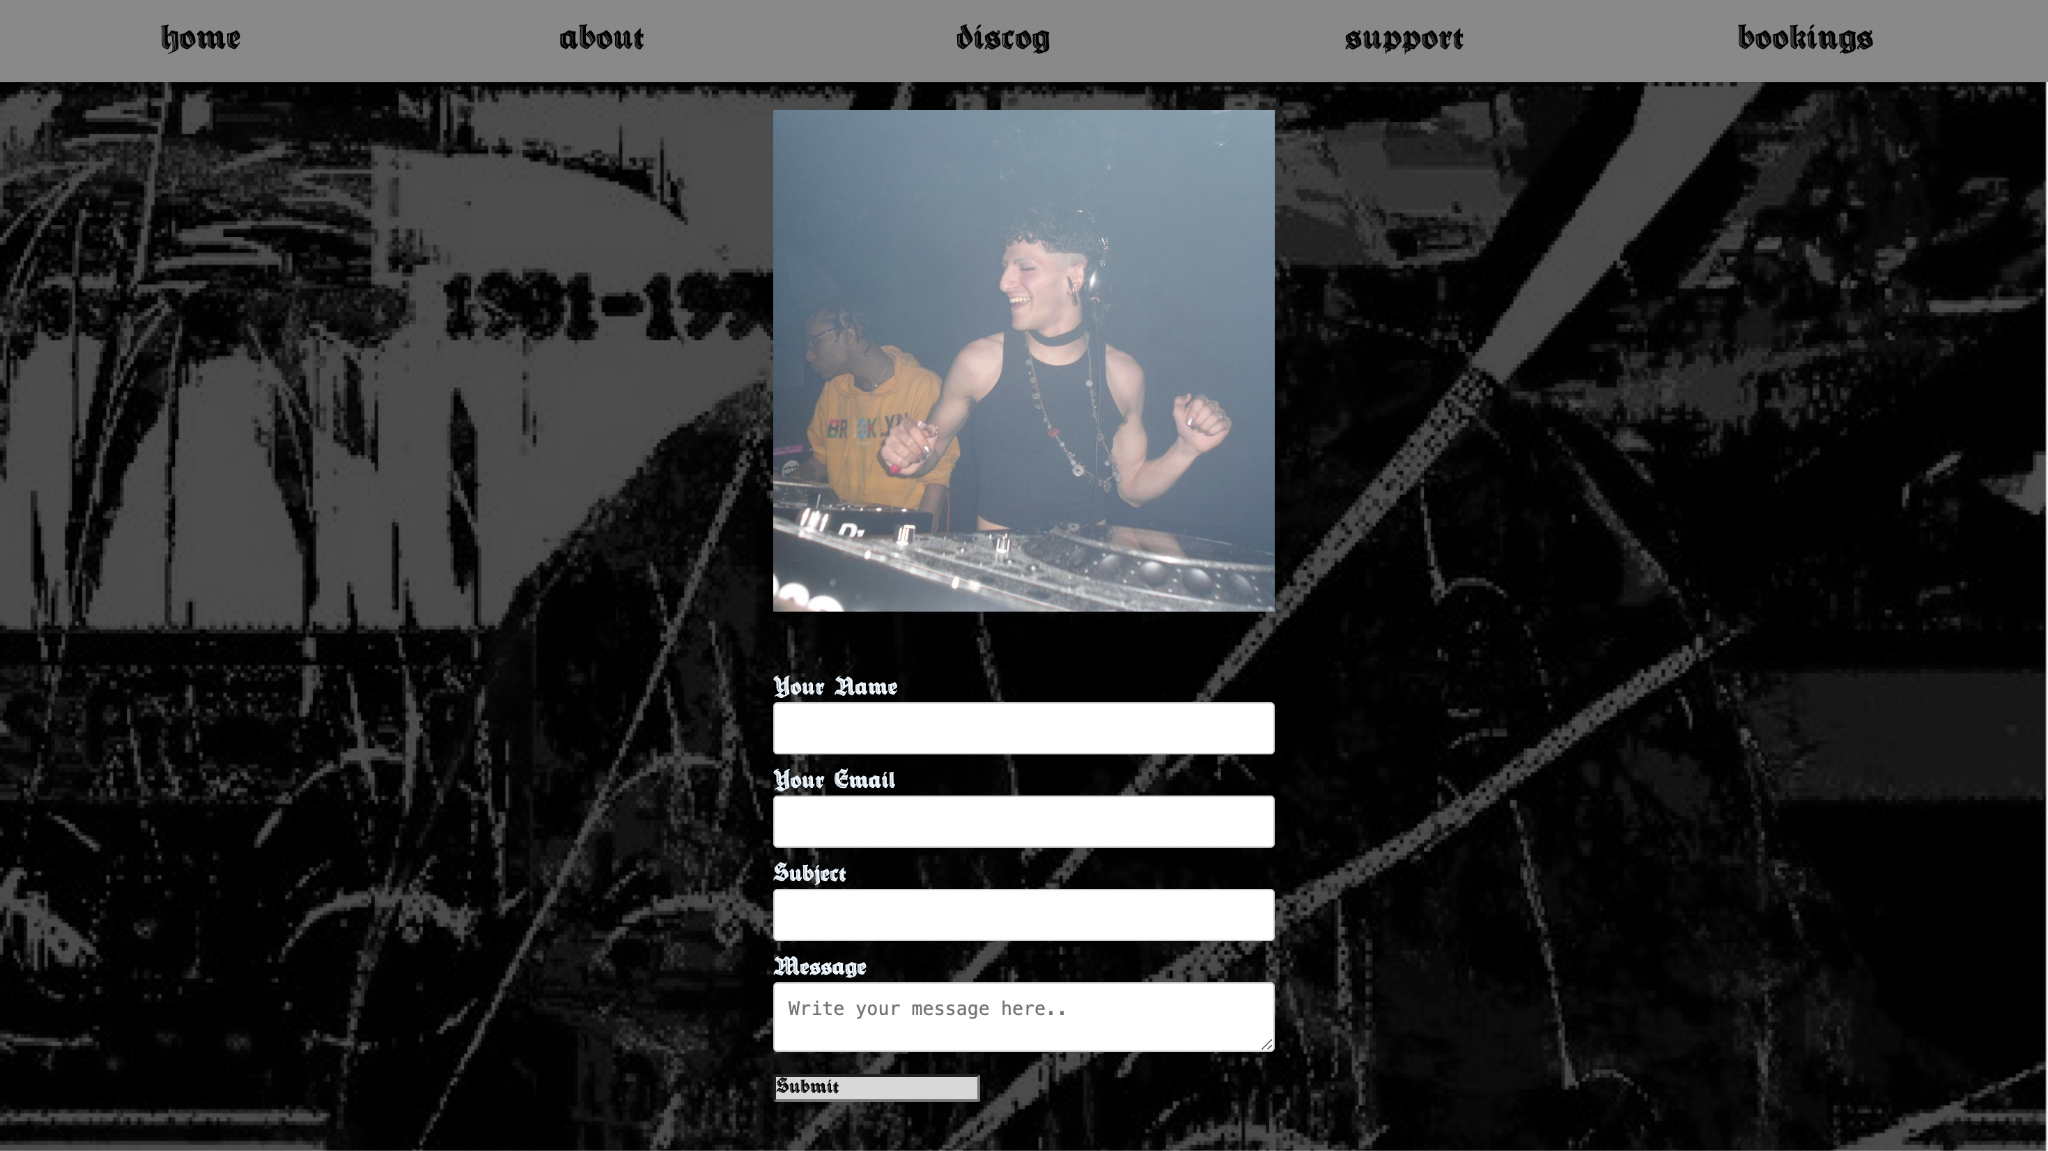 home about discog support bookings
Your Name
Your Email
Subject
Message
Write your message here..
Submit